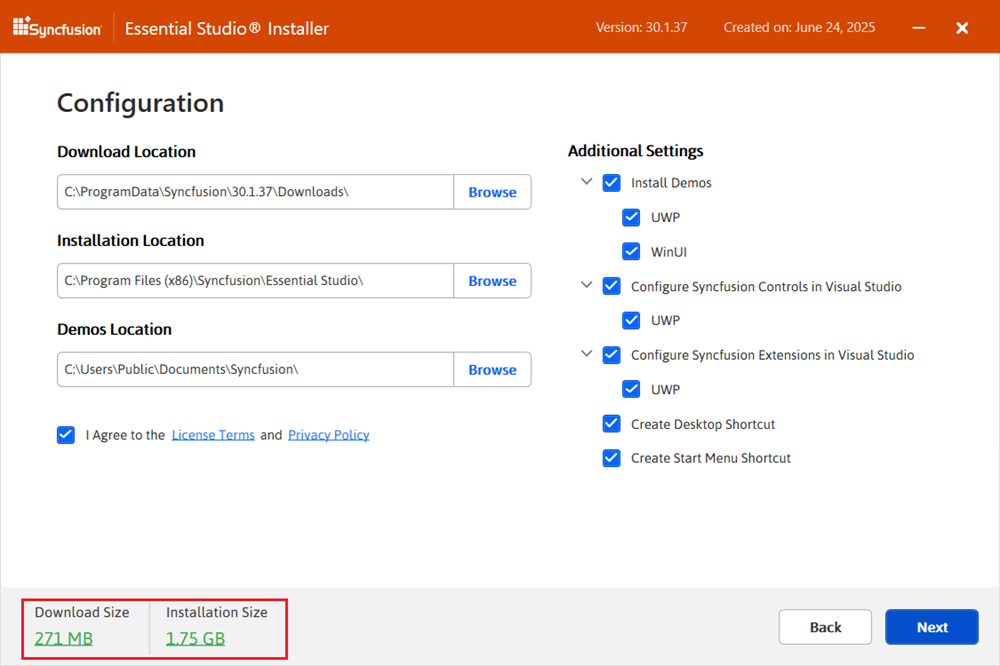 Syncfusion Essential Studio® Installer Version: 30.1.37 Created on: June 24, 2025
Configuration
Download Location
C:\ProgramData\Syncfusion\30.1.37\Downloads\ Browse
Installation Location
C:\Program Files (x86)\Syncfusion\Essential Studio\ Browse
Demos Location
C:\Users\Public\Documents\Syncfusion\ Browse
I Agree to the License Terms and Privacy Policy
Additional Settings
Install Demos
UWP
WinUI
Configure Syncfusion Controls in Visual Studio
UWP
Configure Syncfusion Extensions in Visual Studio
UWP
Create Desktop Shortcut
Create Start Menu Shortcut
Download Size
271 MB
Installation Size
1.75 GB
Back Next